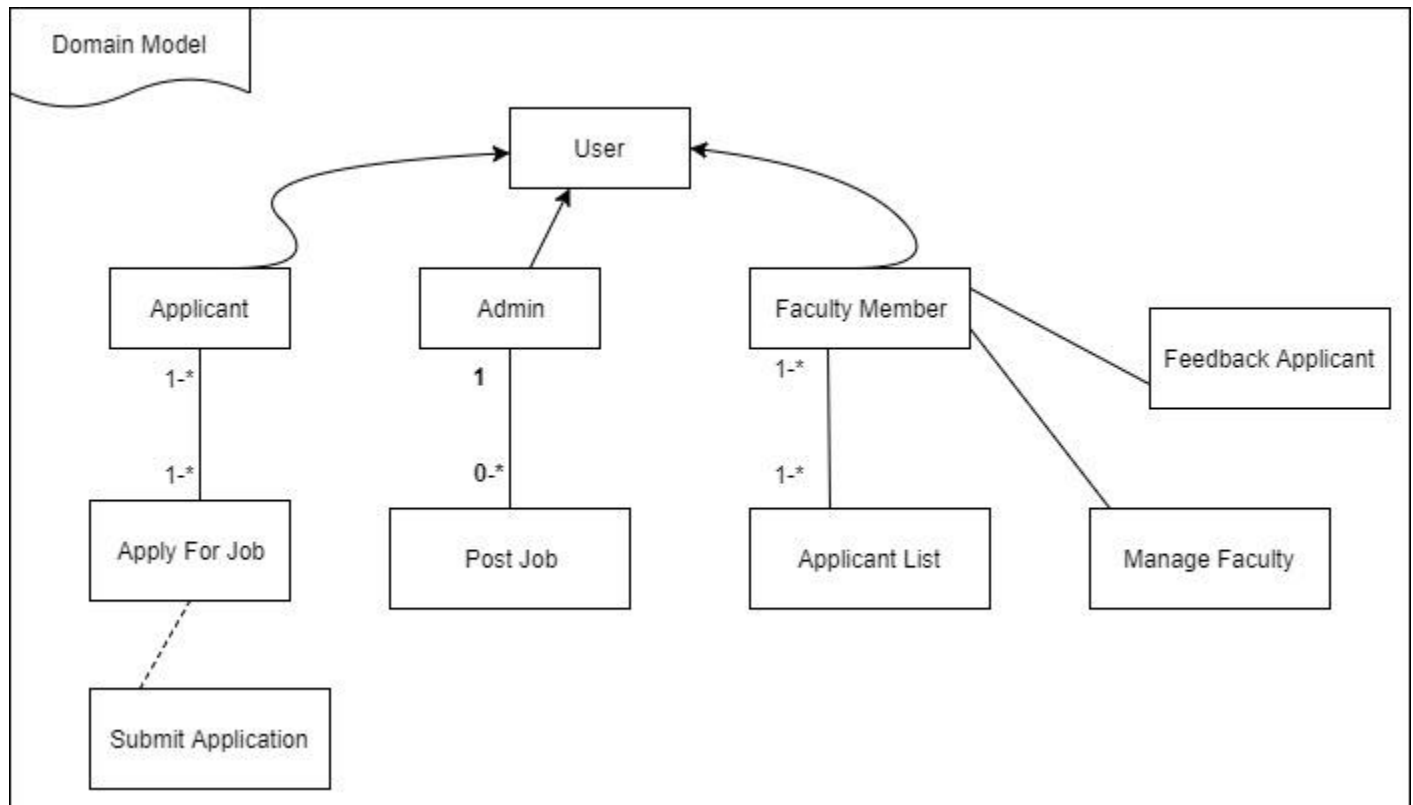 Domain Model
User
Applicant
Admin
Faculty Member
Feedback Applicant
1-*
1
1-*
1-*
0-*
1-*
Apply For Job
Post Job
Applicant List
Manage Faculty
Submit Application